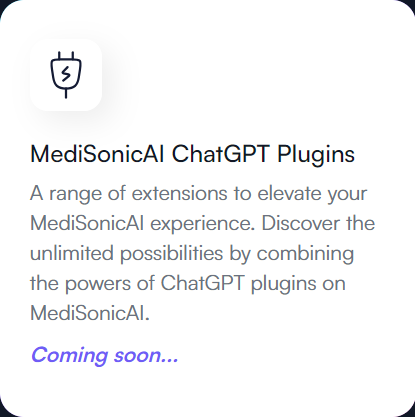 MediSonicAI ChatGPT Plugins
A range of extensions to elevate your
MediSonicAI experience. Discover the
unlimited possibilities by combining
the powers of ChatGPT plugins on
MediSonicAI.
Coming soon...